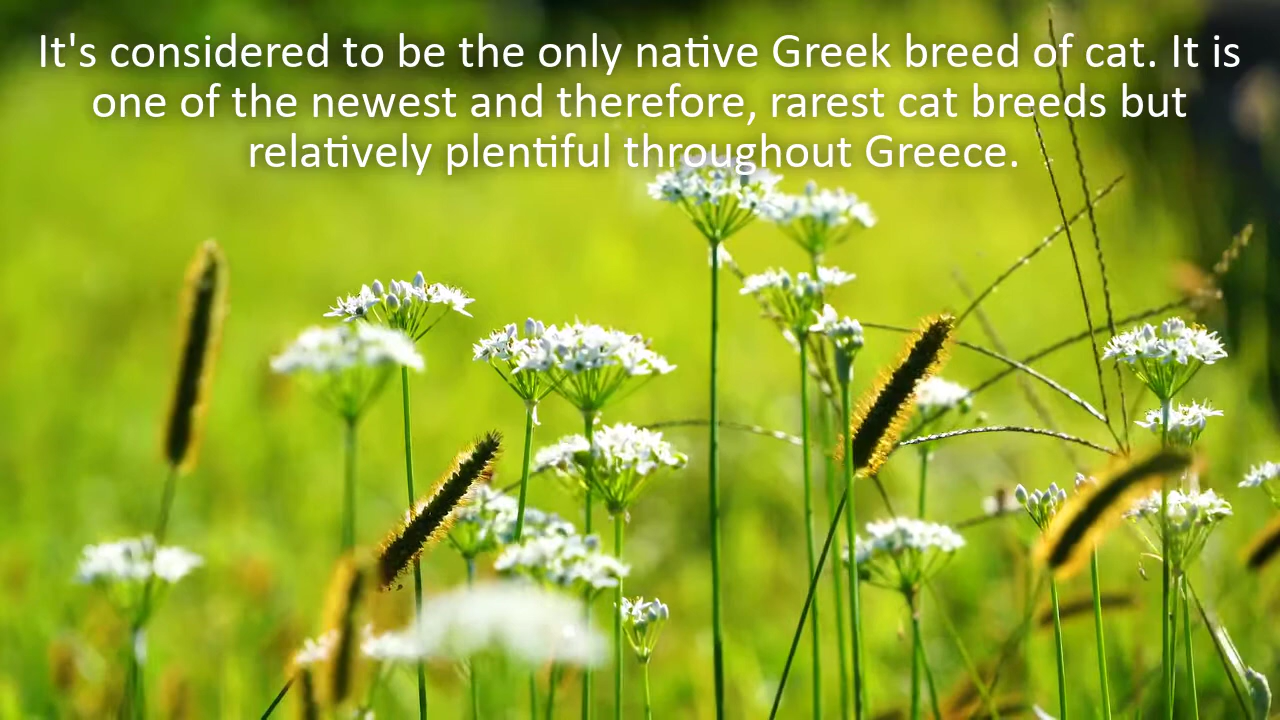 It's considered to be the only native Greek breed of cat. It is
one of the newest and therefore, rarest cat breeds but
relatively plentiful throughout Greece.